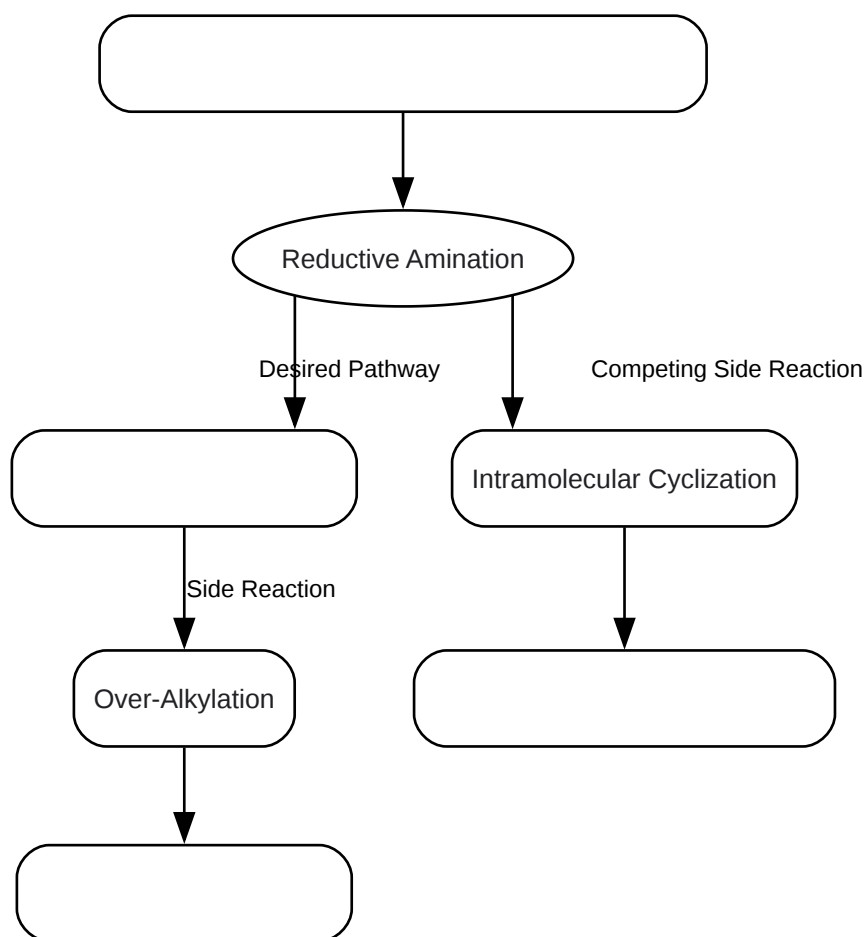 Reductive Amination
Desired Pathway
Competing Side Reaction
Intramolecular Cyclization
Side Reaction
Over-Alkylation